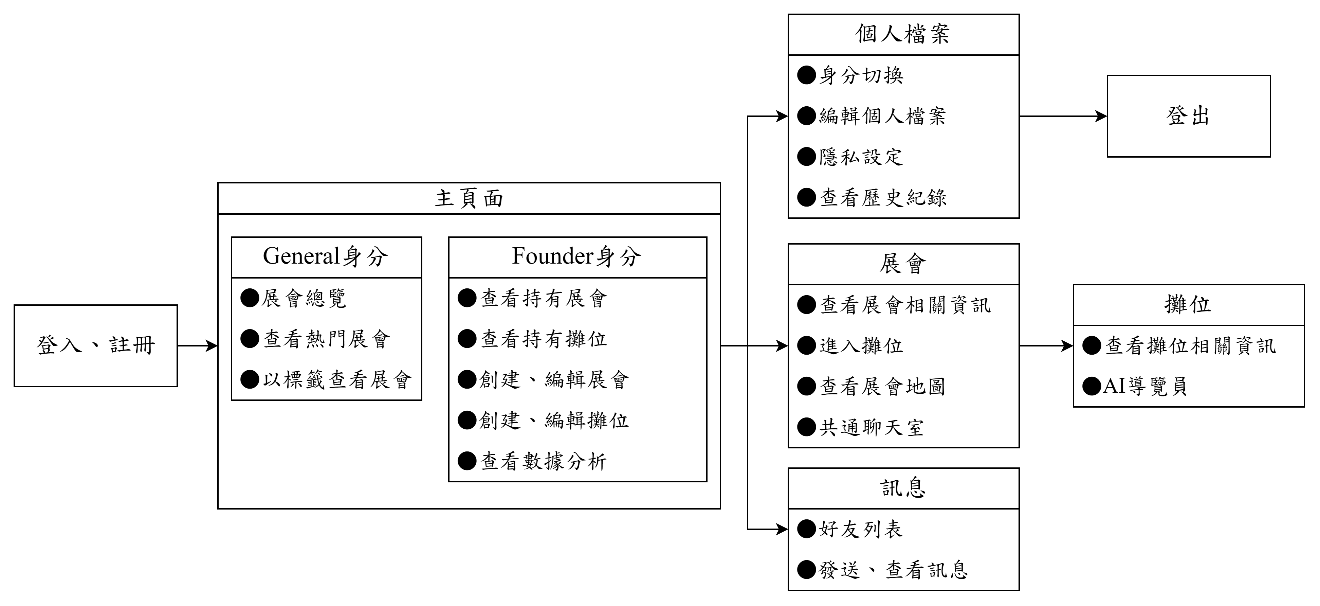 登入、註冊
主頁面
General身分
●展會總覽
●查看熱門展會
●以標籤查看展會
Founder身分
●查看持有展會
●查看持有攤位
●創建、編輯展會
●創建、編輯攤位
●查看數據分析
個人檔案
●身分切換
●編輯個人檔案
●隱私設定
●查看歷史紀錄
登出
展會
●查看展會相關資訊
●進入攤位
●查看展會地圖
●共通聊天室
攤位
●查看攤位相關資訊
●AI導覽員
訊息
●好友列表
●發送、查看訊息